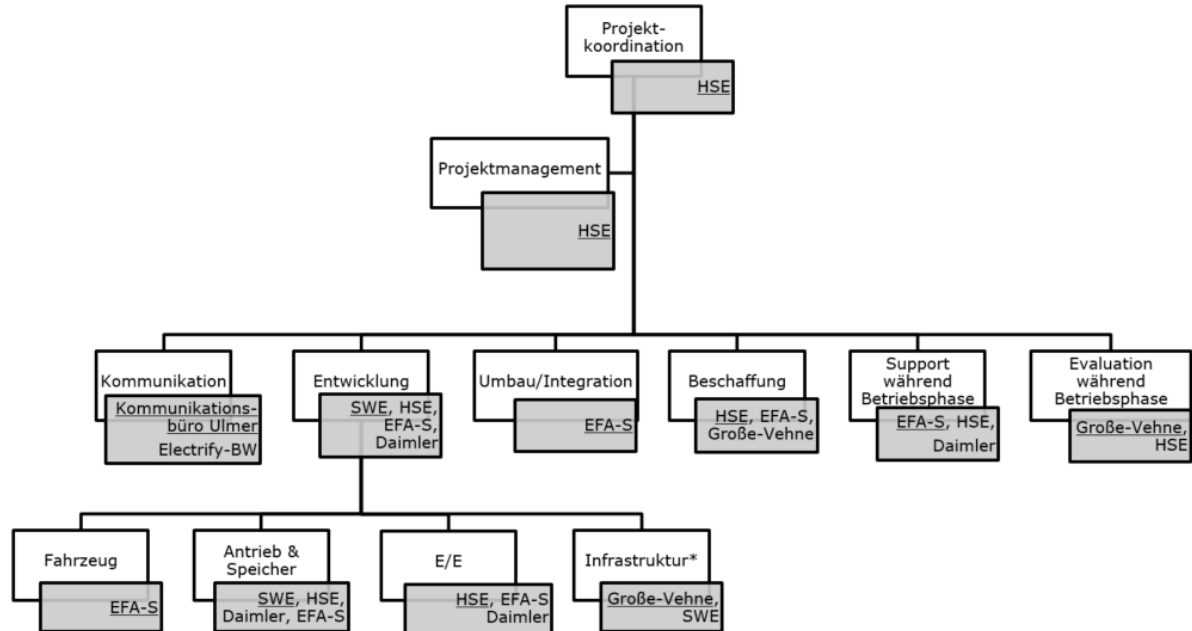 Projekt-
koordination
HSE
Projektmanagement
HSE
Kommunikation
Kommunikations-
büro Ulmer
Electrify-BW
Entwicklung
SWE, HSE,
EFA-S,
Daimler
Umbau/Integration
EFA-S
Beschaffung
HSE, EFA-S,
Große-Vehne
Support
während
Betriebsphase
EFA-S, HSE,
Daimler
Evaluation
während
Betriebsphase
Große-Vehne,
HSE
Fahrzeug
EFA-S
Antrieb &
Speicher
SWE, HSE,
Daimler, EFA-S
E/E
HSE, EFA-S
Daimler
Infrastruktur*
Große-Vehne,
SWE